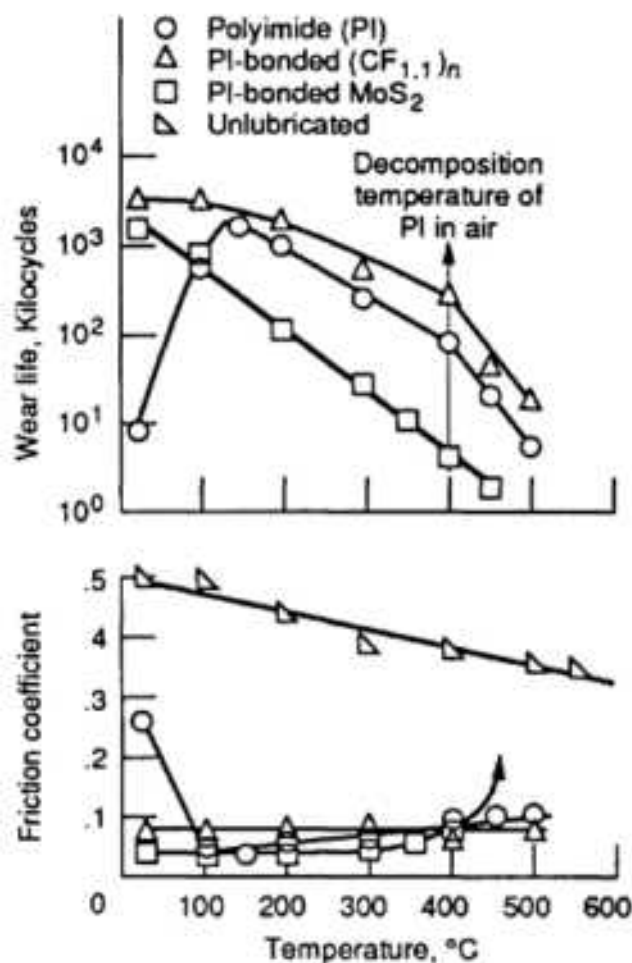 Polyimide (PI)
PI-bonded (CF1.1)n
PI-bonded MoS2
Unlubricated
Decomposition
temperature of
PI in air
Wear life, Kilocycles
10^4
10^3
10^2
10^1
10^0
Friction coefficient
.5
.4
.3
.2
.1
0 100 200 300 400 500 600
Temperature, °C